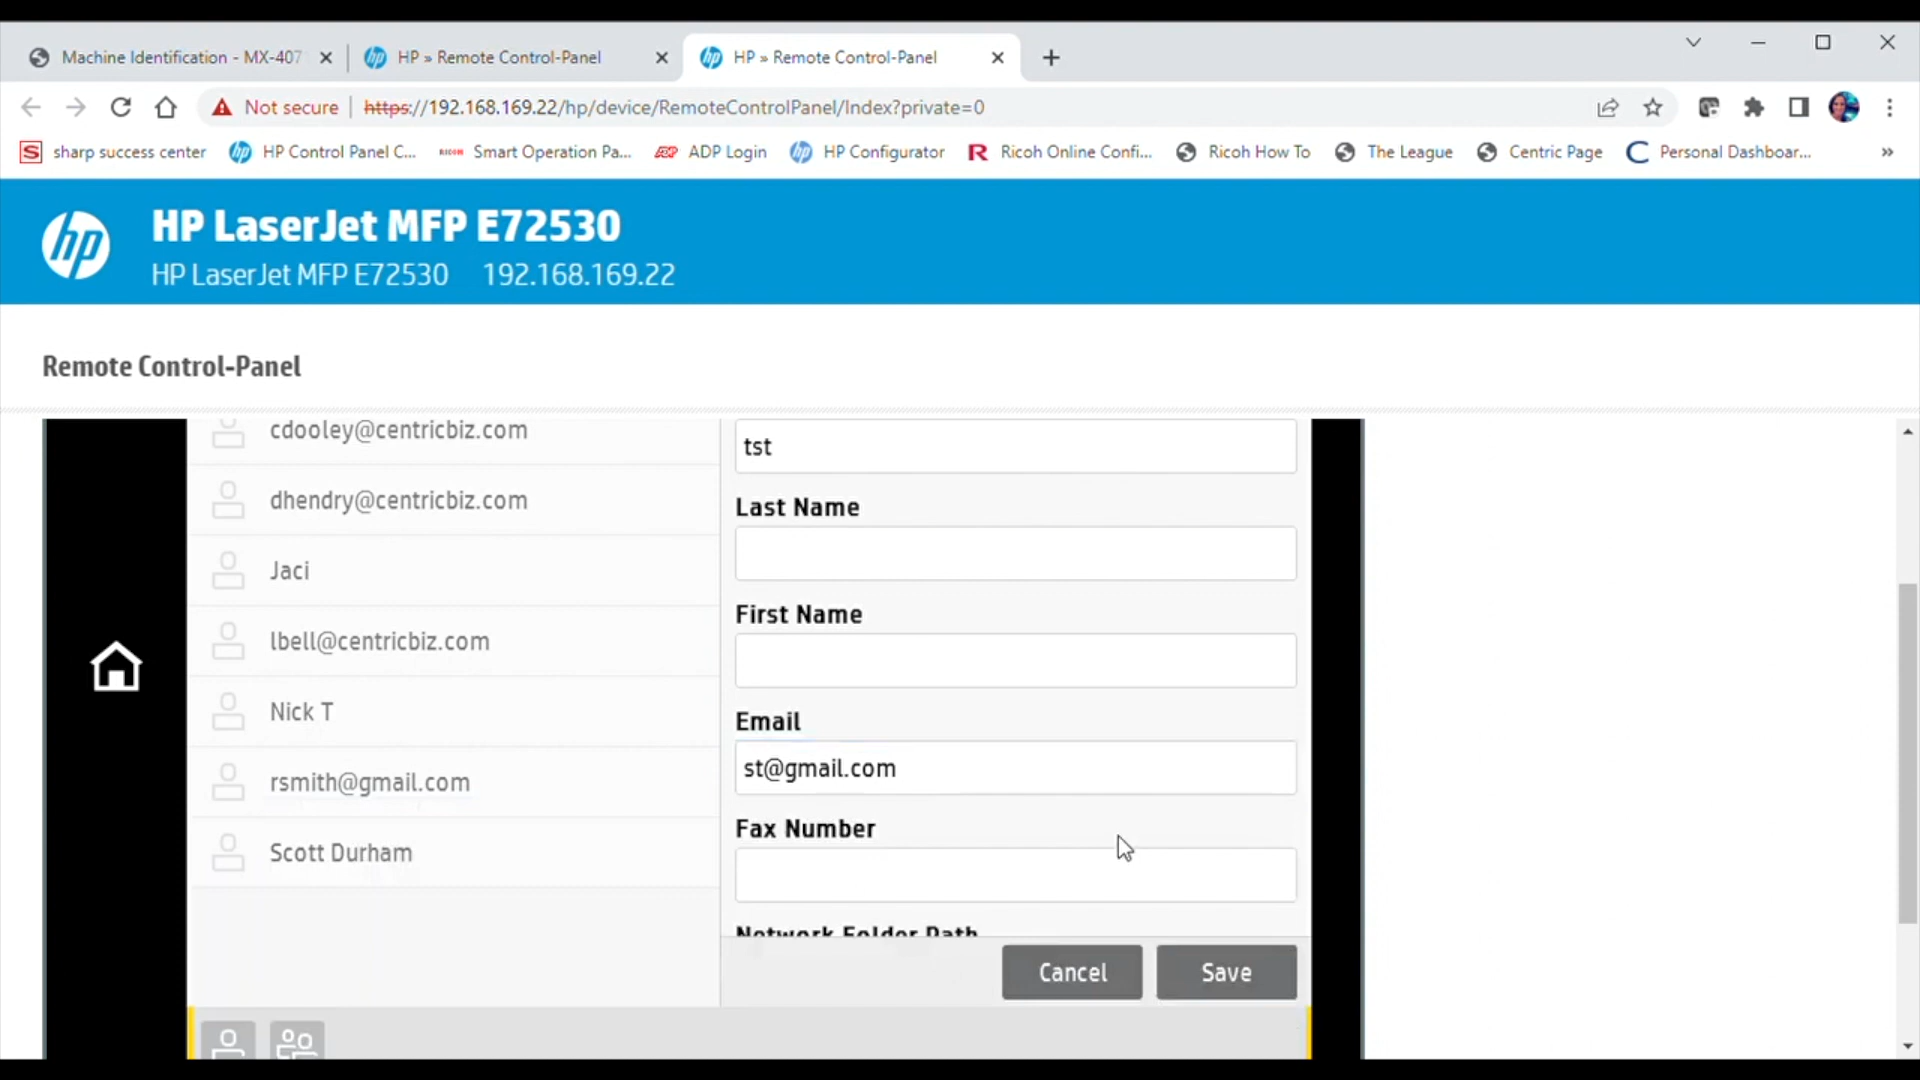 Machine Identification - MX-407
HP » Remote Control-Panel
HP » Remote Control-Panel
Not secure
https://192.168.169.22/hp/device/RemoteControlPanel/Index?private=0
S sharp success center
hp HP Control Panel C...
RICOH Smart Operation Pa...
ADP ADP Login
hp HP Configurator
R Ricoh Online Confi...
Ricoh How To
The League
Centric Page
C Personal Dashboar...
»
hp
HP LaserJet MFP E72530
HP LaserJet MFP E72530 192.168.169.22
Remote Control-Panel
cdooley@centricbiz.com
dhendry@centricbiz.com
Jaci
lbell@centricbiz.com
Nick T
rsmith@gmail.com
Scott Durham
tst
Last Name
First Name
Email
st@gmail.com
Fax Number
Network Folder Path
Cancel
Save